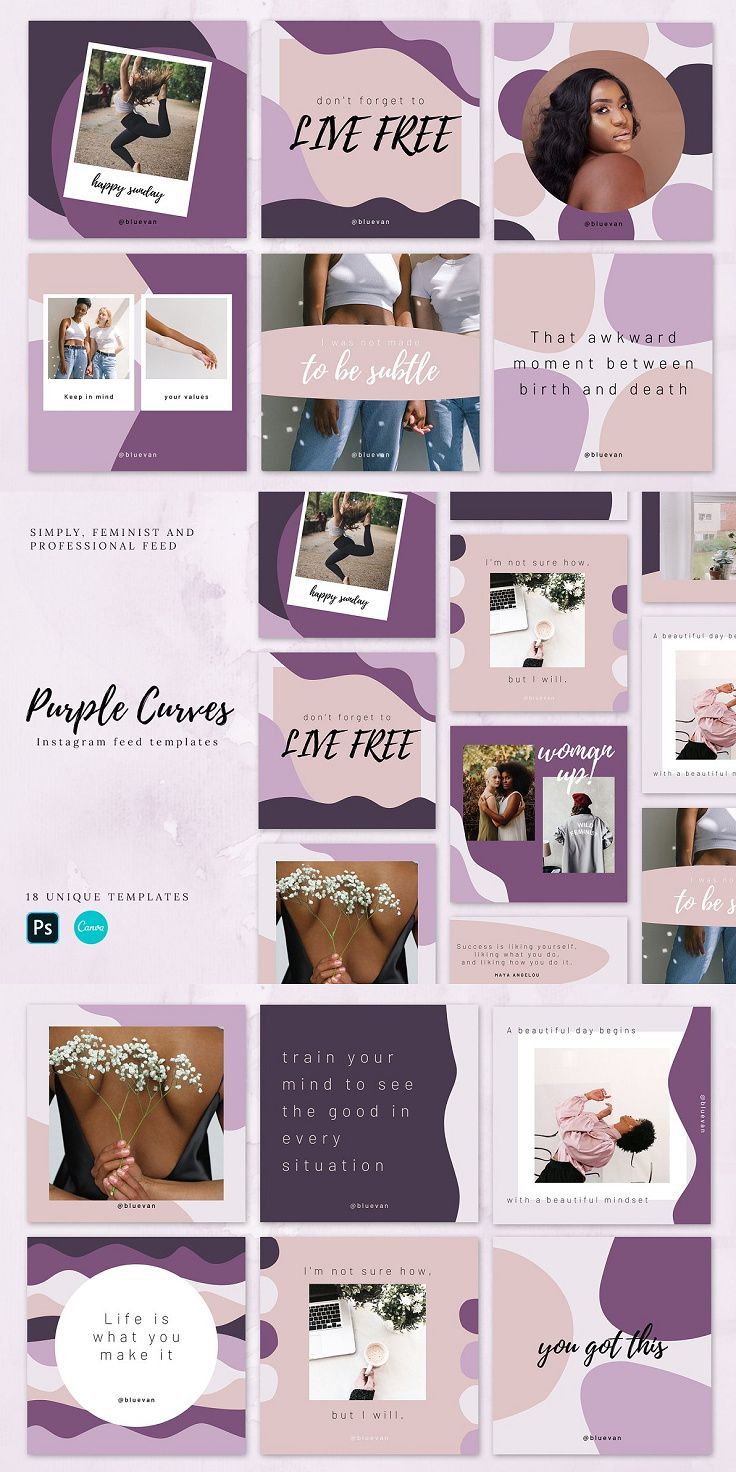 happy sunday
@bluevan
don't forget to
LIVE FREE
@bluevan
@bluevan
Keep in mind
your values
@bluevan
I was not made
to be subtle
@bluevan
That awkward
moment between
birth and death
@bluevan
SIMPLY, FEMINIST AND
PROFESSIONAL FEED
Purple Curves
Instagram feed templates
18 UNIQUE TEMPLATES
Ps
Canva
happy sunday
don't forget to
LIVE FREE
I'm not sure how,
but I will.
@bluevan
woman
up!
WILD
FEMINIST
Success is liking yourself,
liking what you do,
and liking how you do it.
MAYA ANGELOU
A beautiful day be
with a beautiful m
I was no
to be s
@bluevan
train your
mind to see
the good in
every
situation
@bluevan
A beautiful day begins
@bluevan
with a beautiful mindset
Life is
what you
make it
@bluevan
I'm not sure how,
but I will.
@bluevan
you got this
@bluevan